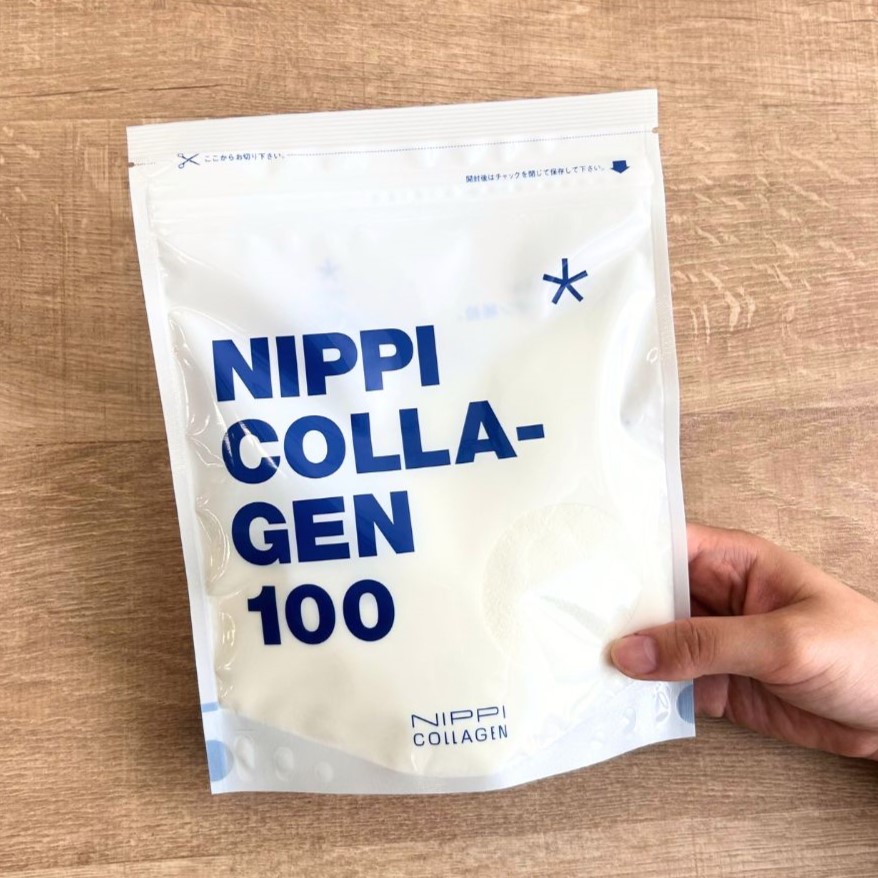 ここからお切り下さい。
開封後はチャックを閉じて保存して下さい。
NIPPI
COLLA-
GEN
100
NIPPI
COLLAGEN